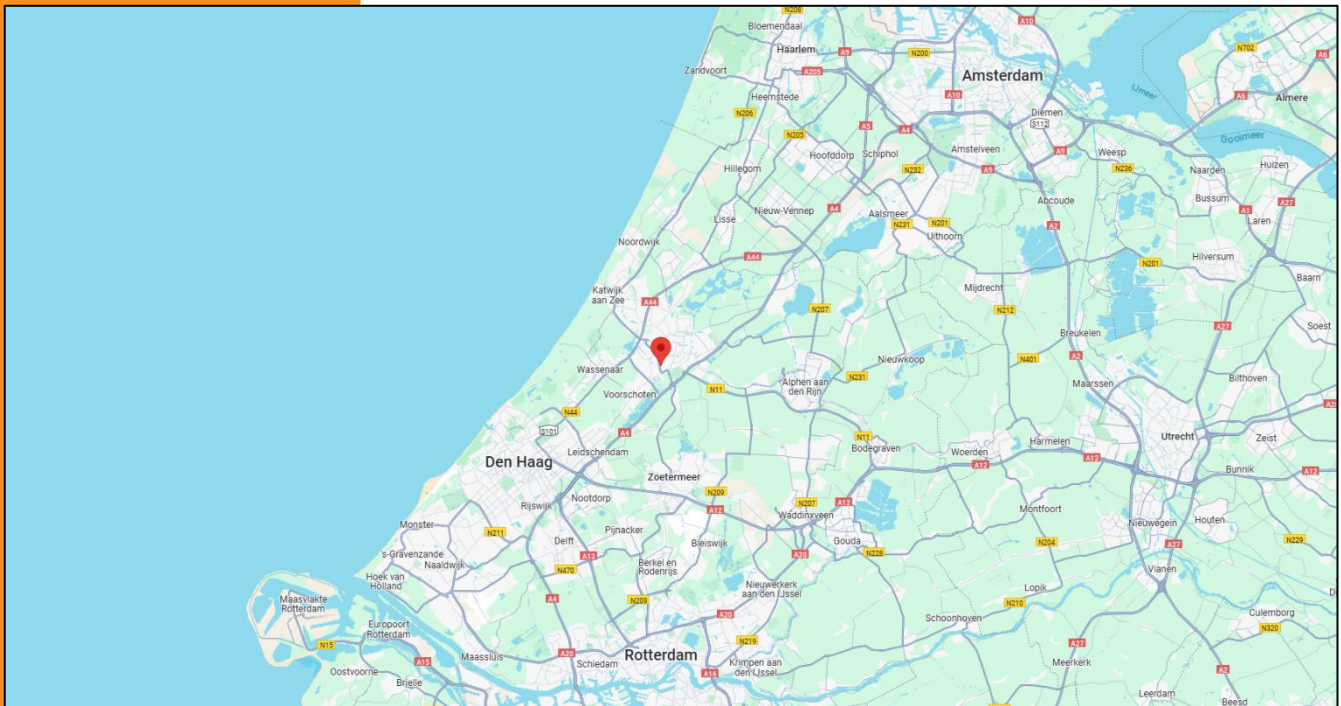 N208
Bloemendaal
A10
Haarlem
A9
N200
N702
A6
Zandvoort
A205
Amsterdam
IJmeer
A10
A6
Almere
Heemstede
N206
Diemen
S112
A5
A4
N205
Gooimeer
Hoofddorp
Schiphol
Amstelveen
A9
Weesp
Hillegom
N232
A9
N236
Naarden
Huizen
Abcoude
Bussum
A27
Nieuw-Vennep
A4
Aalsmeer
A1
Lisse
N231
N201
A2
Laren
Noordwijk
Uithoorn
A44
Hilversum
N201
Baarn
Katwijk
aan Zee
A44
Mijdrecht
N207
N212
A27
Soest
Breukelen
A2
Nieuwkoop
N401
Wassenaar
Alphen aan
den Rijn
N231
Maarssen
Bilthoven
Voorschoten
N11
N44
S101
A4
N11
Utrecht
Zeist
Leidschendam
Bodegraven
Woerden
Harmelen
A12
Den Haag
A12
Bunnik
A12
Zoetermeer
N209
Nootdorp
N207
A12
Rijswijk
A12
Waddinxveen
Montfoort
Houten
Monster
N211
Pijnacker
Nieuwegein
Delft
Bleiswijk
Gouda
N204
N229
's-Gravenzande
A13
A20
N228
A27
Naaldwijk
Berkel en
Rodenrijs
N470
Hoek van
Holland
Nieuwerkerk
aan den IJssel
Vianen
Lopik
Maasvlakte
Rotterdam
A4
N209
N210
A20
Schoonhoven
Culemborg
Europoort
Rotterdam
N320
N15
N219
A27
Maassluis
A20
Rotterdam
Schiedam
Krimpen aan
den IJssel
A15
Meerkerk
Oostvoorne
A16
A2
Brielle
Leerdam
Beesd